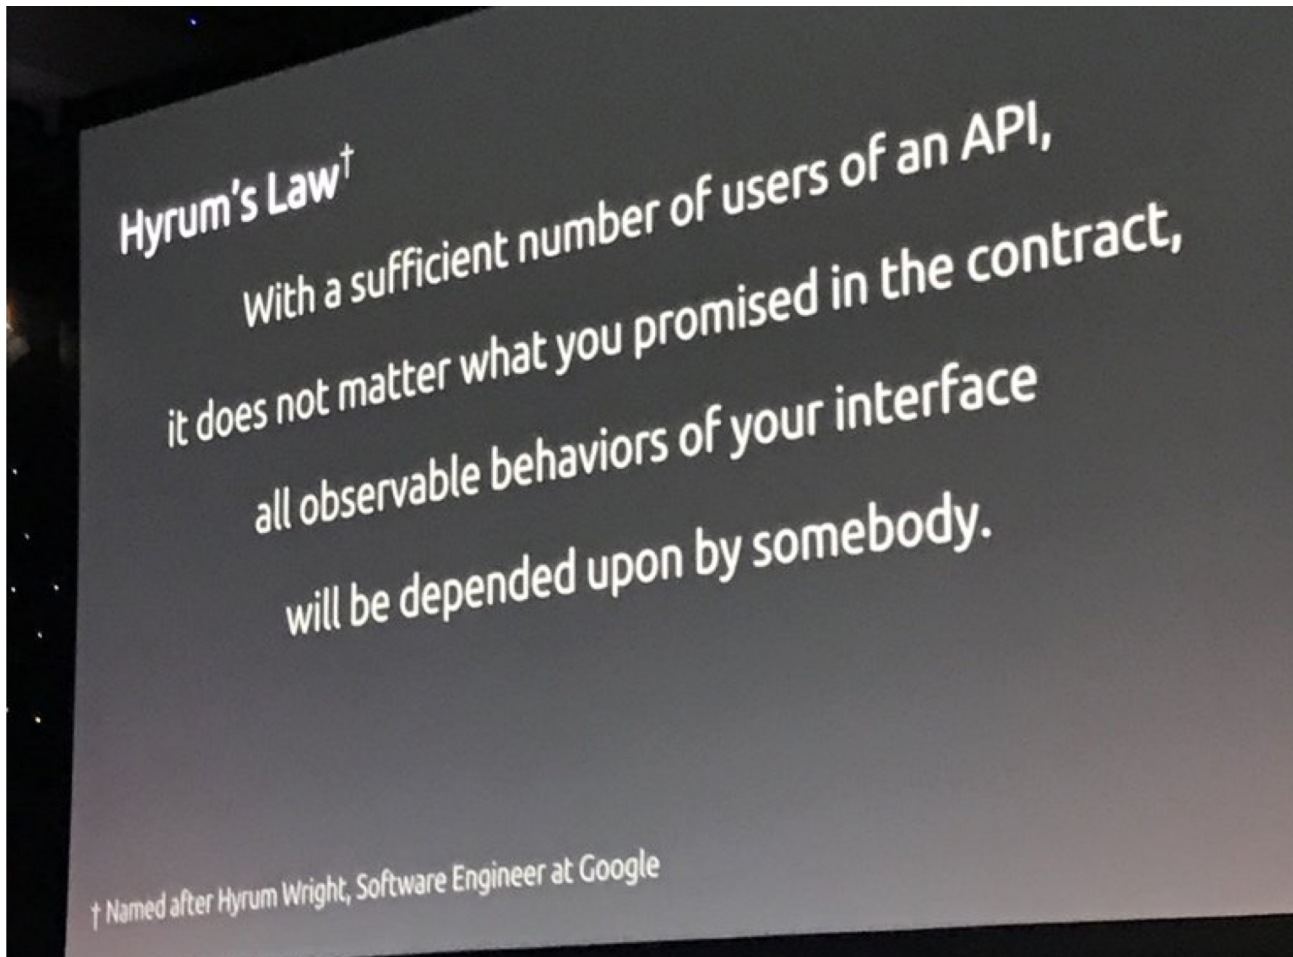 Hyrum's Law†
With a sufficient number of users of an API,
it does not matter what you promised in the contract,
all observable behaviors of your interface
will be depended upon by somebody.
† Named after Hyrum Wright, Software Engineer at Google